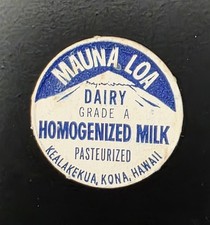 MAUNA LOA
DAIRY
GRADE A
HOMOGENIZED MILK
PASTEURIZED
KEALAKEKUA, KONA, HAWAII